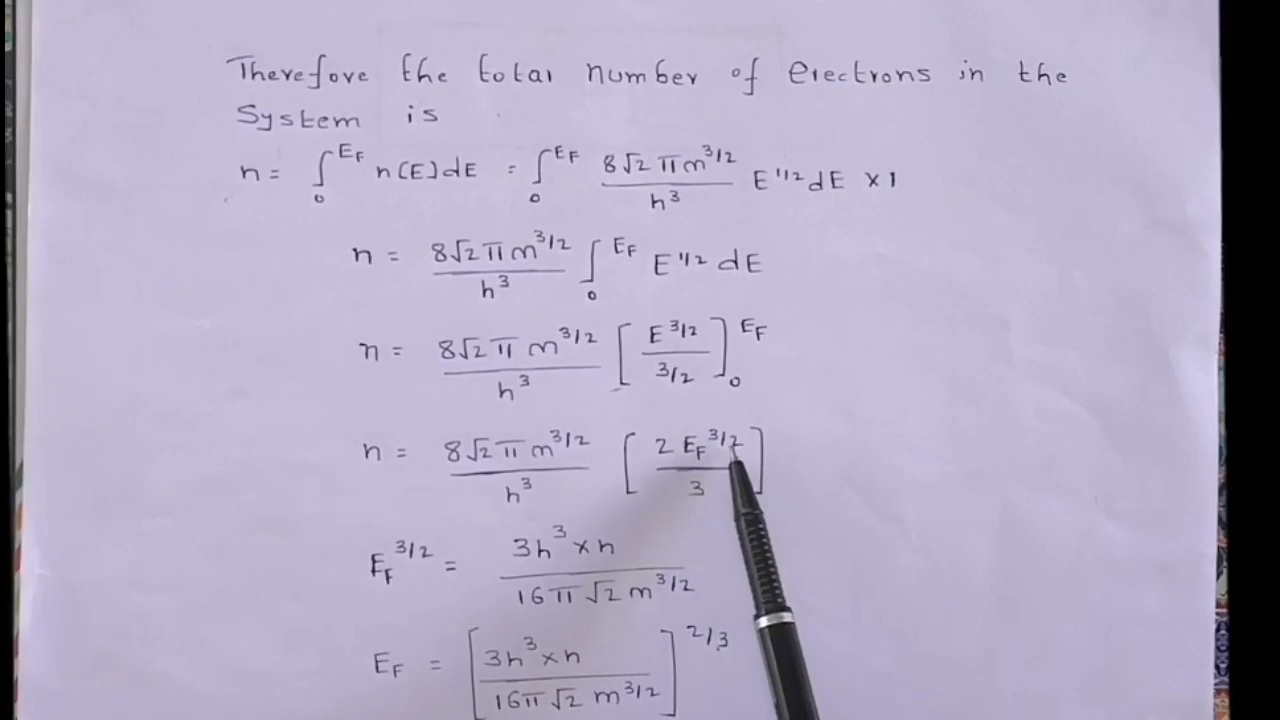 Therefore the total number of electrons in the
System is
n = ∫₀^{E_F} n(E)dE = ∫₀^{E_F} 8√2 π m^{3/2} / h³ E^{1/2} dE × 1
n = 8√2 π m^{3/2} / h³ ∫₀^{E_F} E^{1/2} dE
n = 8√2 π m^{3/2} / h³ [ E^{3/2} / 3/2 ]₀^{E_F}
n = 8√2 π m^{3/2} / h³ [ 2 E_F^{3/2} / 3 ]
E_F^{3/2} = 3h³ × n / 16 π √2 m^{3/2}
E_F = [ 3h³ × n / 16π √2 m^{3/2} ]^{2/3}